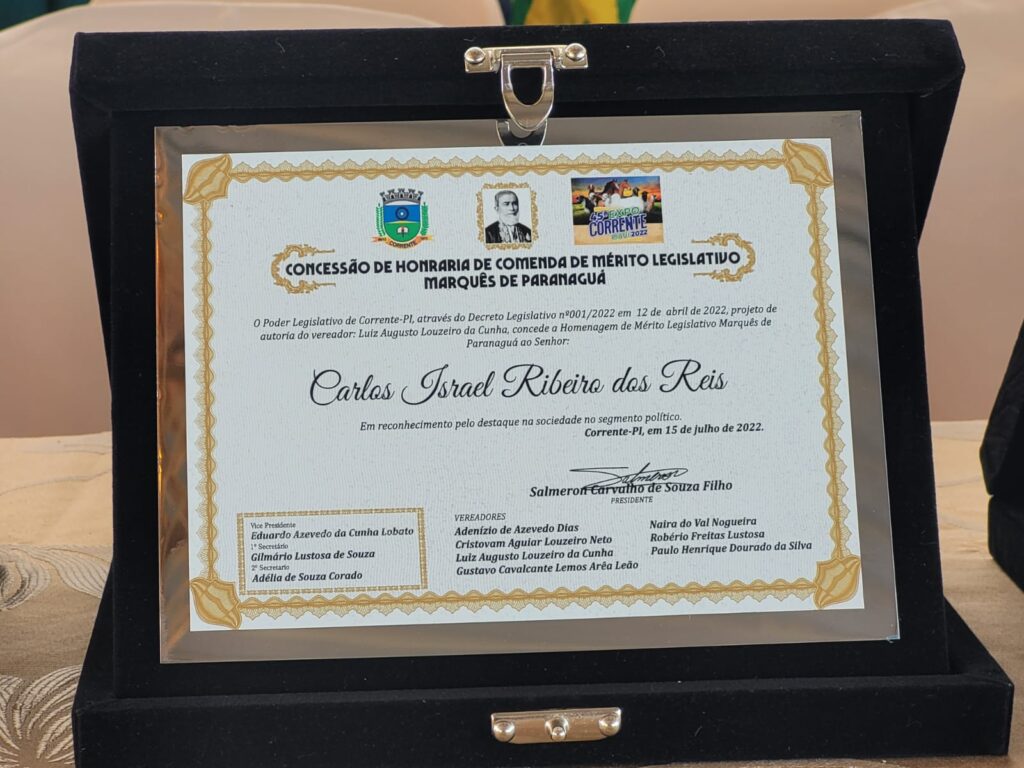 CORRENTE
45ª EXPO
CORRENTE
PIAUÍ 2022
CONCESSÃO DE HONRARIA DE COMENDA DE MÉRITO LEGISLATIVO
MARQUÊS DE PARANAGUÁ
O Poder Legislativo de Corrente-PI, através do Decreto Legislativo nº001/2022 em 12 de abril de 2022, projeto de
autoria do vereador: Luiz Augusto Louzeiro da Cunha, concede a Homenagem de Mérito Legislativo Marquês de
Paranaguá ao Senhor:
Carlos Israel Ribeiro dos Reis
Em reconhecimento pelo destaque na sociedade no segmento político.
Corrente-PI, em 15 de julho de 2022.
Salmeron
Salmeron Carvalho de Souza Filho
PRESIDENTE
Vice Presidente
Eduardo Azevedo da Cunha Lobato
1º Secretário
Gilmário Lustosa de Souza
2º Secretario
Adélia de Souza Corado
VEREADORES
Adenízio de Azevedo Dias
Cristovam Aguiar Louzeiro Neto
Luiz Augusto Louzeiro da Cunha
Gustavo Cavalcante Lemos Arêa Leão
Naira do Val Nogueira
Robério Freitas Lustosa
Paulo Henrique Dourado da Silva